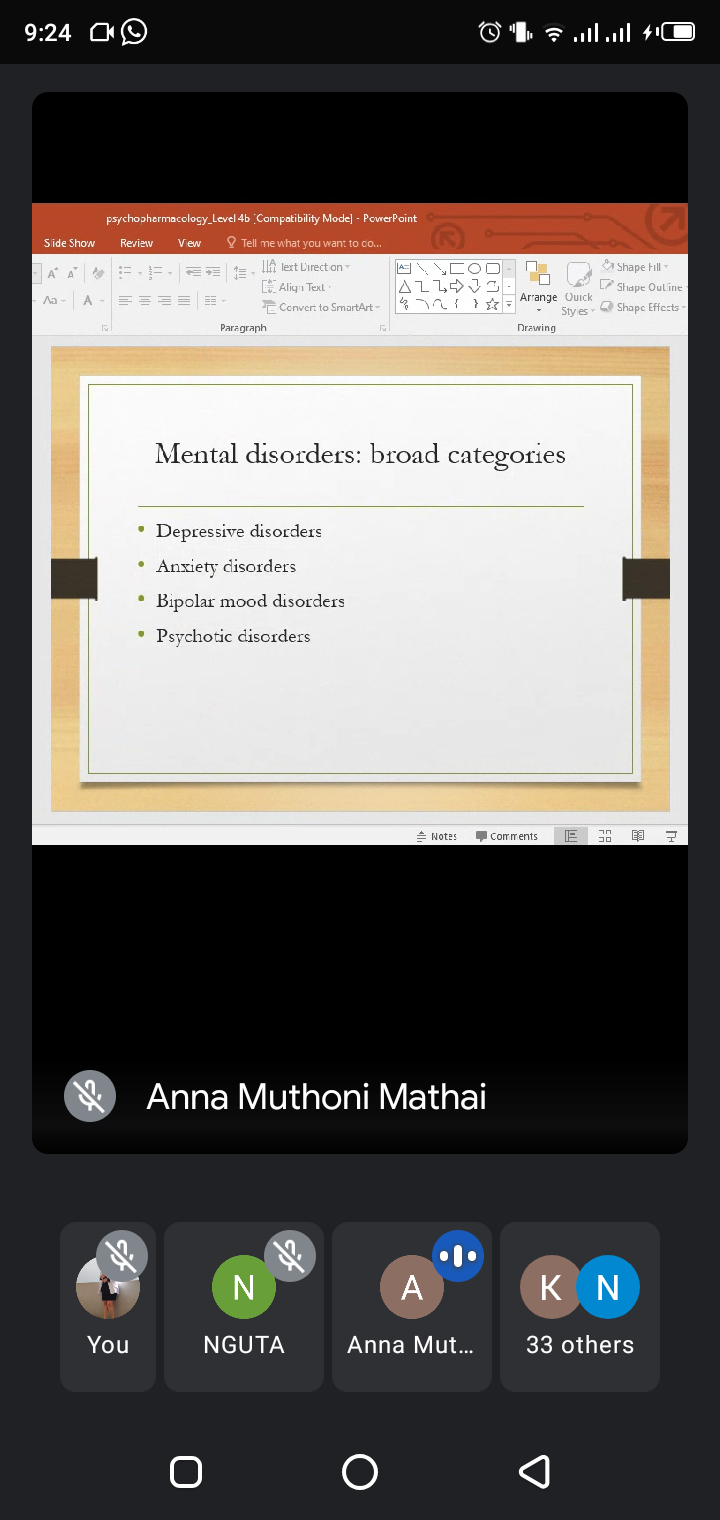 9:24
psychopharmacology_Level 4b [Compatibility Mode] - PowerPoint
Slide Show Review View Tell me what you want to do...
Text Direction
Align Text
Convert to SmartArt
Aa
A
Arrange
Quick Styles
Shape Fill
Shape Outline
Shape Effects
Paragraph
Drawing
Mental disorders: broad categories
• Depressive disorders
• Anxiety disorders
• Bipolar mood disorders
• Psychotic disorders
Notes Comments
Anna Muthoni Mathai
N A K N
You NGUTA Anna Mut... 33 others